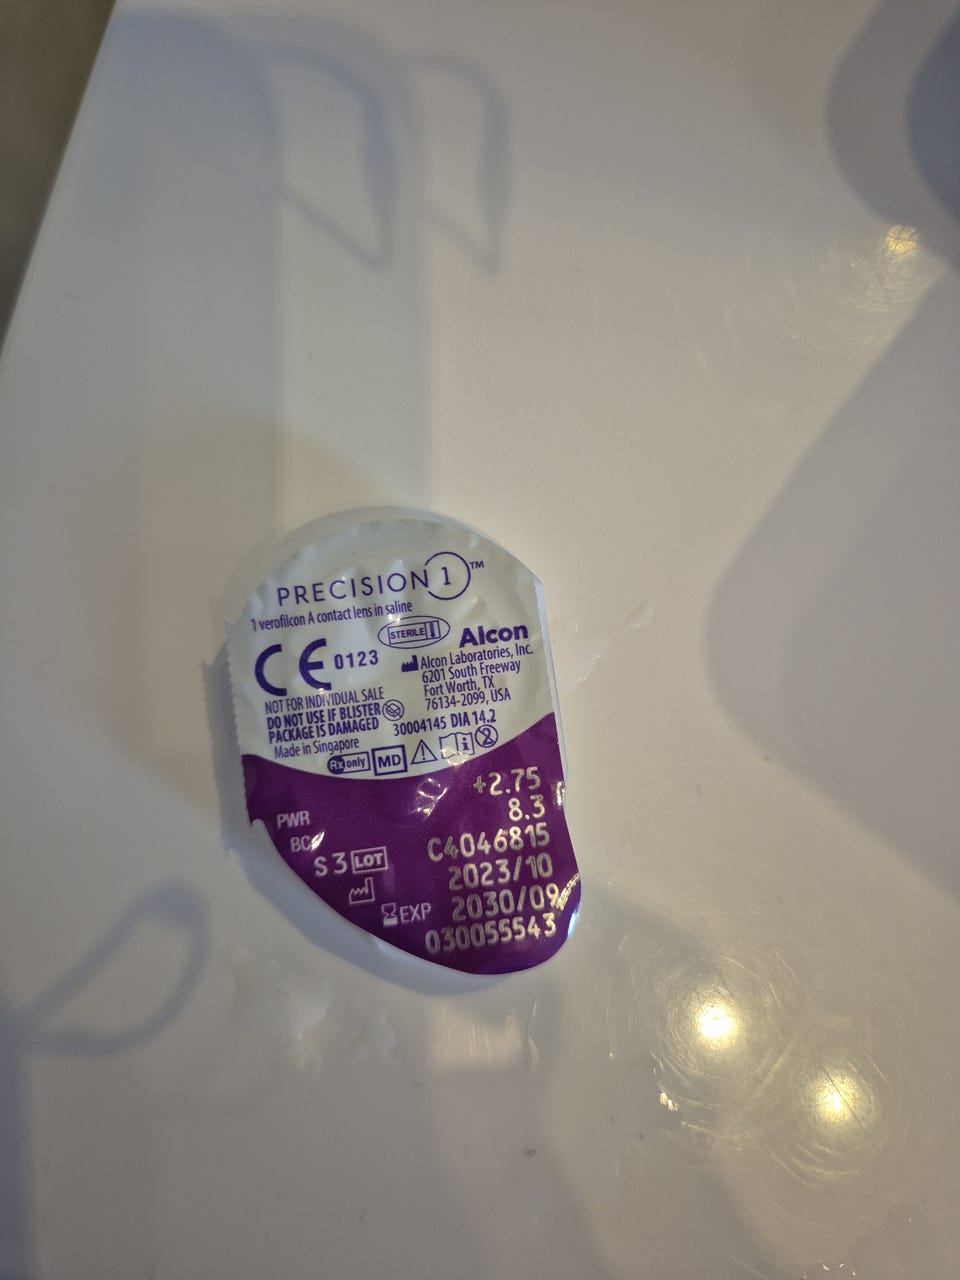 PRECISION 1™
1 verofilcon A contact lens in saline
STERILE
Alcon
CE 0123
Alcon Laboratories, Inc.
6201 South Freeway
Fort Worth, TX
76134-2099, USA
NOT FOR INDIVIDUAL SALE
DO NOT USE IF BLISTER
PACKAGE IS DAMAGED
30004145 DIA 14.2
Made in Singapore
Rx only MD
PWR +2.75
BC 8.3
S 3 LOT C4046815
2023/10
EXP 2030/09
030055543